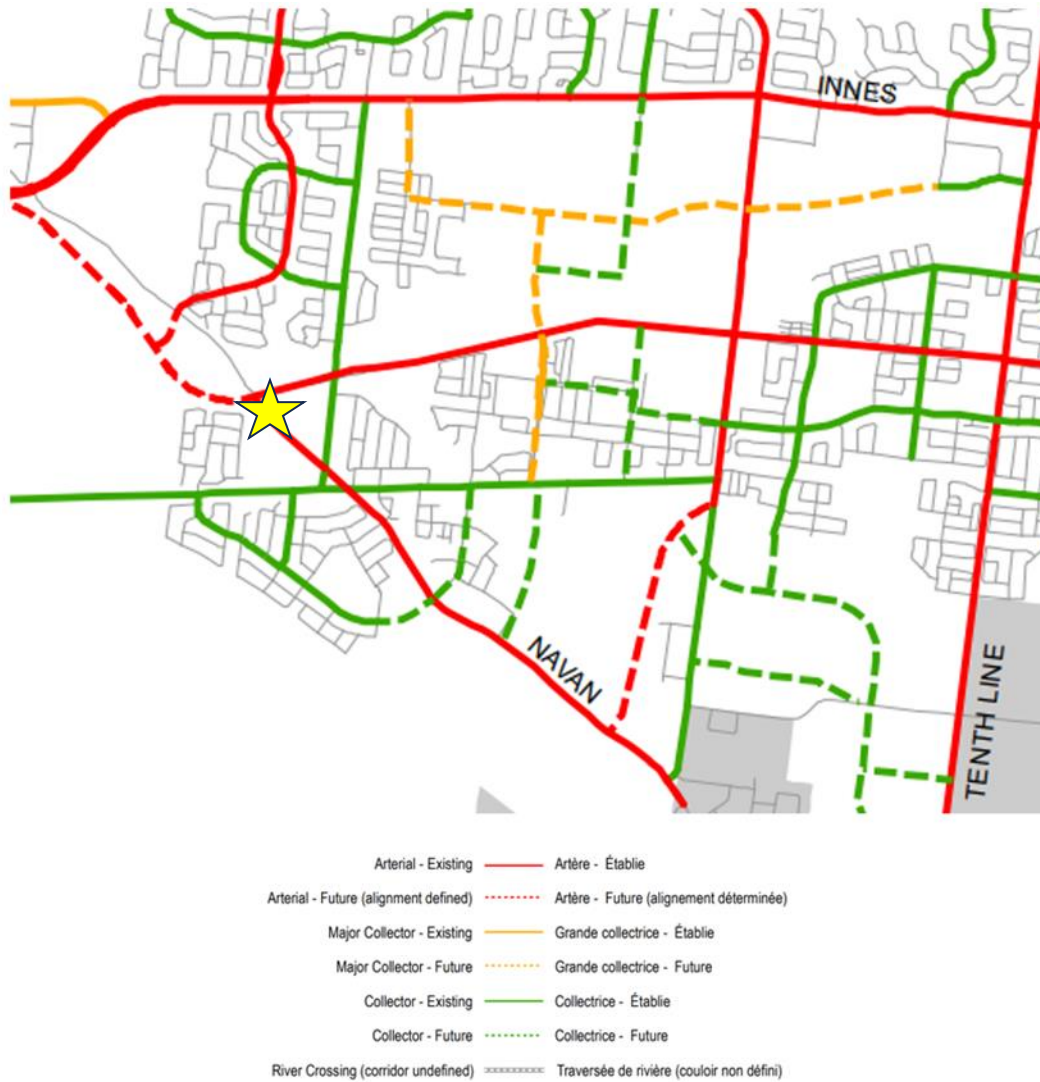 INNES
NAVAN
TENTH LINE
Arterial - Existing Artère - Établie
Arterial - Future (alignment defined) Artère - Future (alignement déterminée)
Major Collector - Existing Grande collectrice - Établie
Major Collector - Future Grande collectrice - Future
Collector - Existing Collectrice - Établie
Collector - Future Collectrice - Future
River Crossing (corridor undefined) Traversée de rivière (couloir non défini)